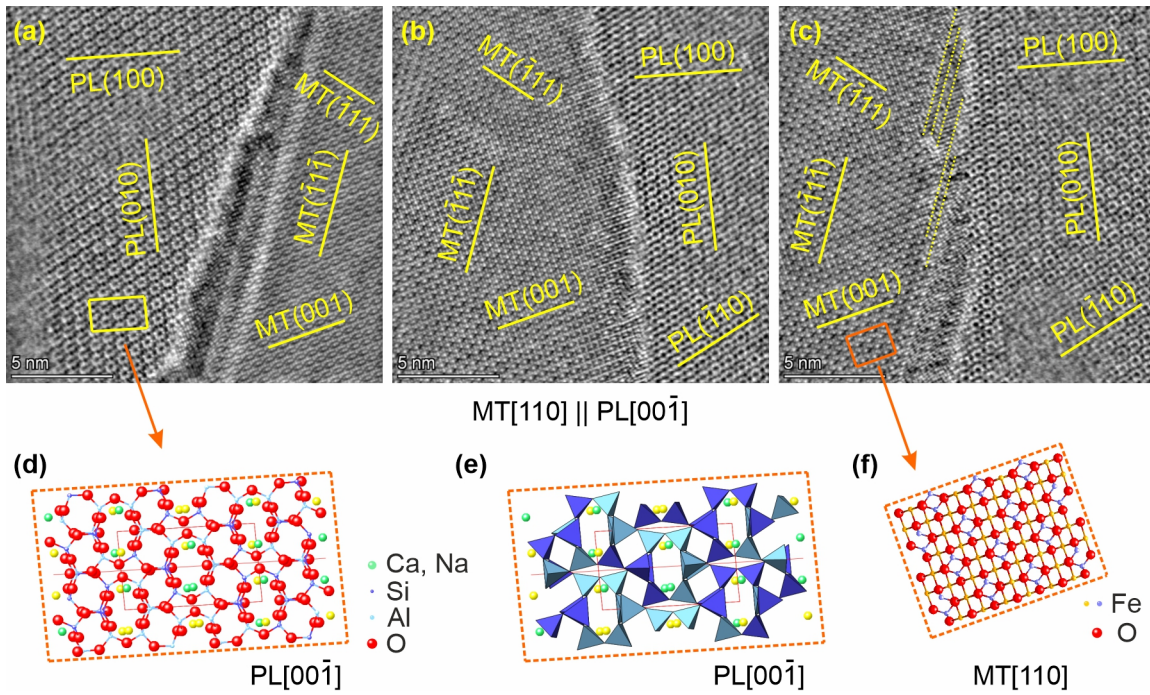 (a)
PL(100)
MT(1̄11)
PL(010)
MT(1̄11̄)
MT(001)
5 nm
(b)
MT(1̄11)
PL(100)
MT(1̄11̄)
PL(010)
MT(001)
PL(1̄10)
5 nm
(c)
MT(1̄11)
PL(100)
MT(1̄11̄)
PL(010)
MT(001)
PL(1̄10)
5 nm
MT[110] || PL[001̄]
(d)
Ca, Na
Si
Al
O
PL[001̄]
(e)
PL[001̄]
(f)
Fe
O
MT[110]